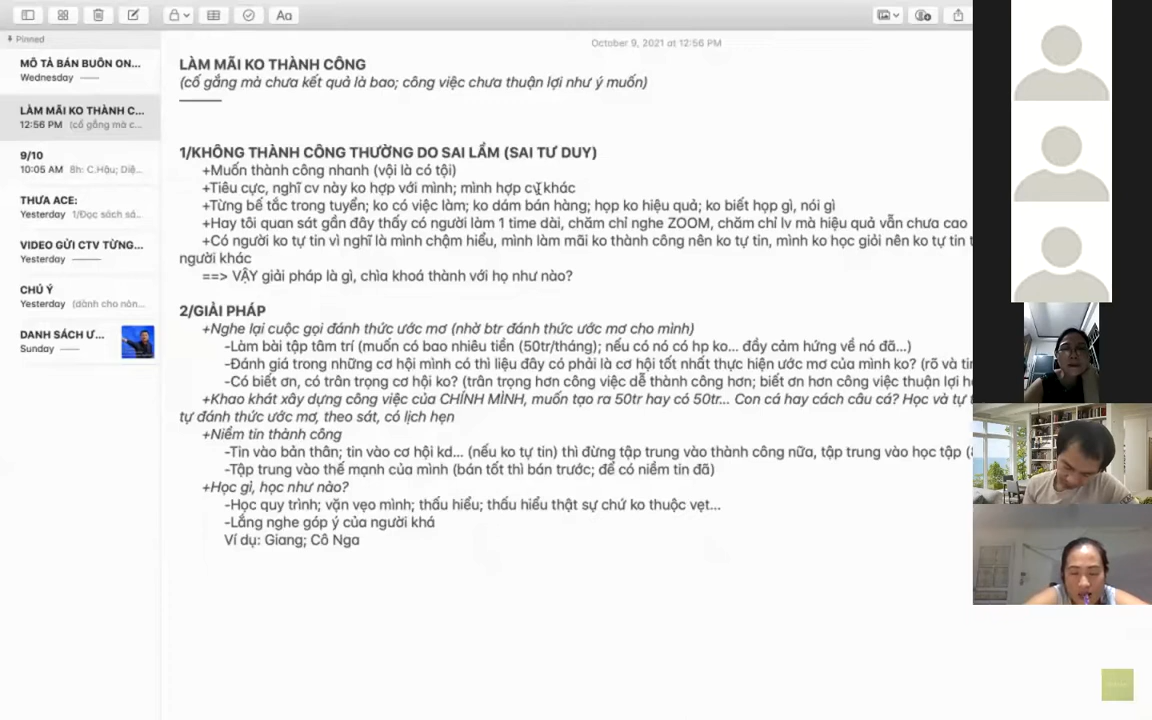 Aa
Pinned
MÔ TẢ BÁN BUÔN ON...
Wednesday
LÀM MÃI KO THÀNH C...
12:56 PM (cố gắng mà c...
9/10
10:05 AM 8h: C.Hậu; Diệ...
THƯA ACE:
Yesterday 1/Đọc sách sá...
VIDEO GỬI CTV TỪNG...
Yesterday
CHÚ Ý
Yesterday (dành cho nón...
DANH SÁCH Ư...
Sunday
October 9, 2021 at 12:56 PM
LÀM MÃI KO THÀNH CÔNG
(cố gắng mà chưa kết quả là bao; công việc chưa thuận lợi như ý muốn)
1/KHÔNG THÀNH CÔNG THƯỜNG DO SAI LẦM (SAI TƯ DUY)
+Muốn thành công nhanh (vội là có tội)
+Tiêu cực, nghĩ cv này ko hợp với mình; mình hợp cv khác
+Từng bế tắc trong tuyển; ko có việc làm; ko dám bán hàng; họp ko hiệu quả; ko biết họp gì, nói gì
+Hay tôi quan sát gần đây thấy có người làm 1 time dài, chăm chỉ nghe ZOOM, chăm chỉ lv mà hiệu quả vẫn chưa cao
+Có người ko tự tin vì nghĩ là mình chậm hiểu, mình làm mãi ko thành công nên ko tự tin, mình ko học giỏi nên ko tự tin
người khác
==> VẬY giải pháp là gì, chìa khoá thành với họ như nào?
2/GIẢI PHÁP
+Nghe lại cuộc gọi đánh thức ước mơ (nhờ btr đánh thức ước mơ cho mình)
-Làm bài tập tâm trí (muốn có bao nhiêu tiền (50tr/tháng); nếu có nó có hp ko... đầy cảm hứng về nó đã...)
-Đánh giá trong những cơ hội mình có thì liệu đây có phải là cơ hội tốt nhất thực hiện ước mơ của mình ko? (rõ và
-Có biết ơn, có trân trọng cơ hội ko? (trân trọng hơn công việc dễ thành công hơn; biết ơn hơn công việc thuận lợi
+Khao khát xây dựng công việc của CHÍNH MÌNH, muốn tạo ra 50tr hay có 50tr... Con cá hay cách câu cá? Học và tự
tự đánh thức ước mơ, theo sát, có lịch hẹn
+Niềm tin thành công
-Tin vào bản thân; tin vào cơ hội kd... (nếu ko tự tin) thì đừng tập trung vào thành công nữa, tập trung vào học tập
-Tập trung vào thế mạnh của mình (bán tốt thì bán trước; để có niềm tin đã)
+Học gì, học như nào?
-Học quy trình; vặn vẹo mình; thấu hiểu; thấu hiểu thật sự chứ ko thuộc vẹt...
-Lắng nghe góp ý của người khá
Ví dụ: Giang; Cô Nga